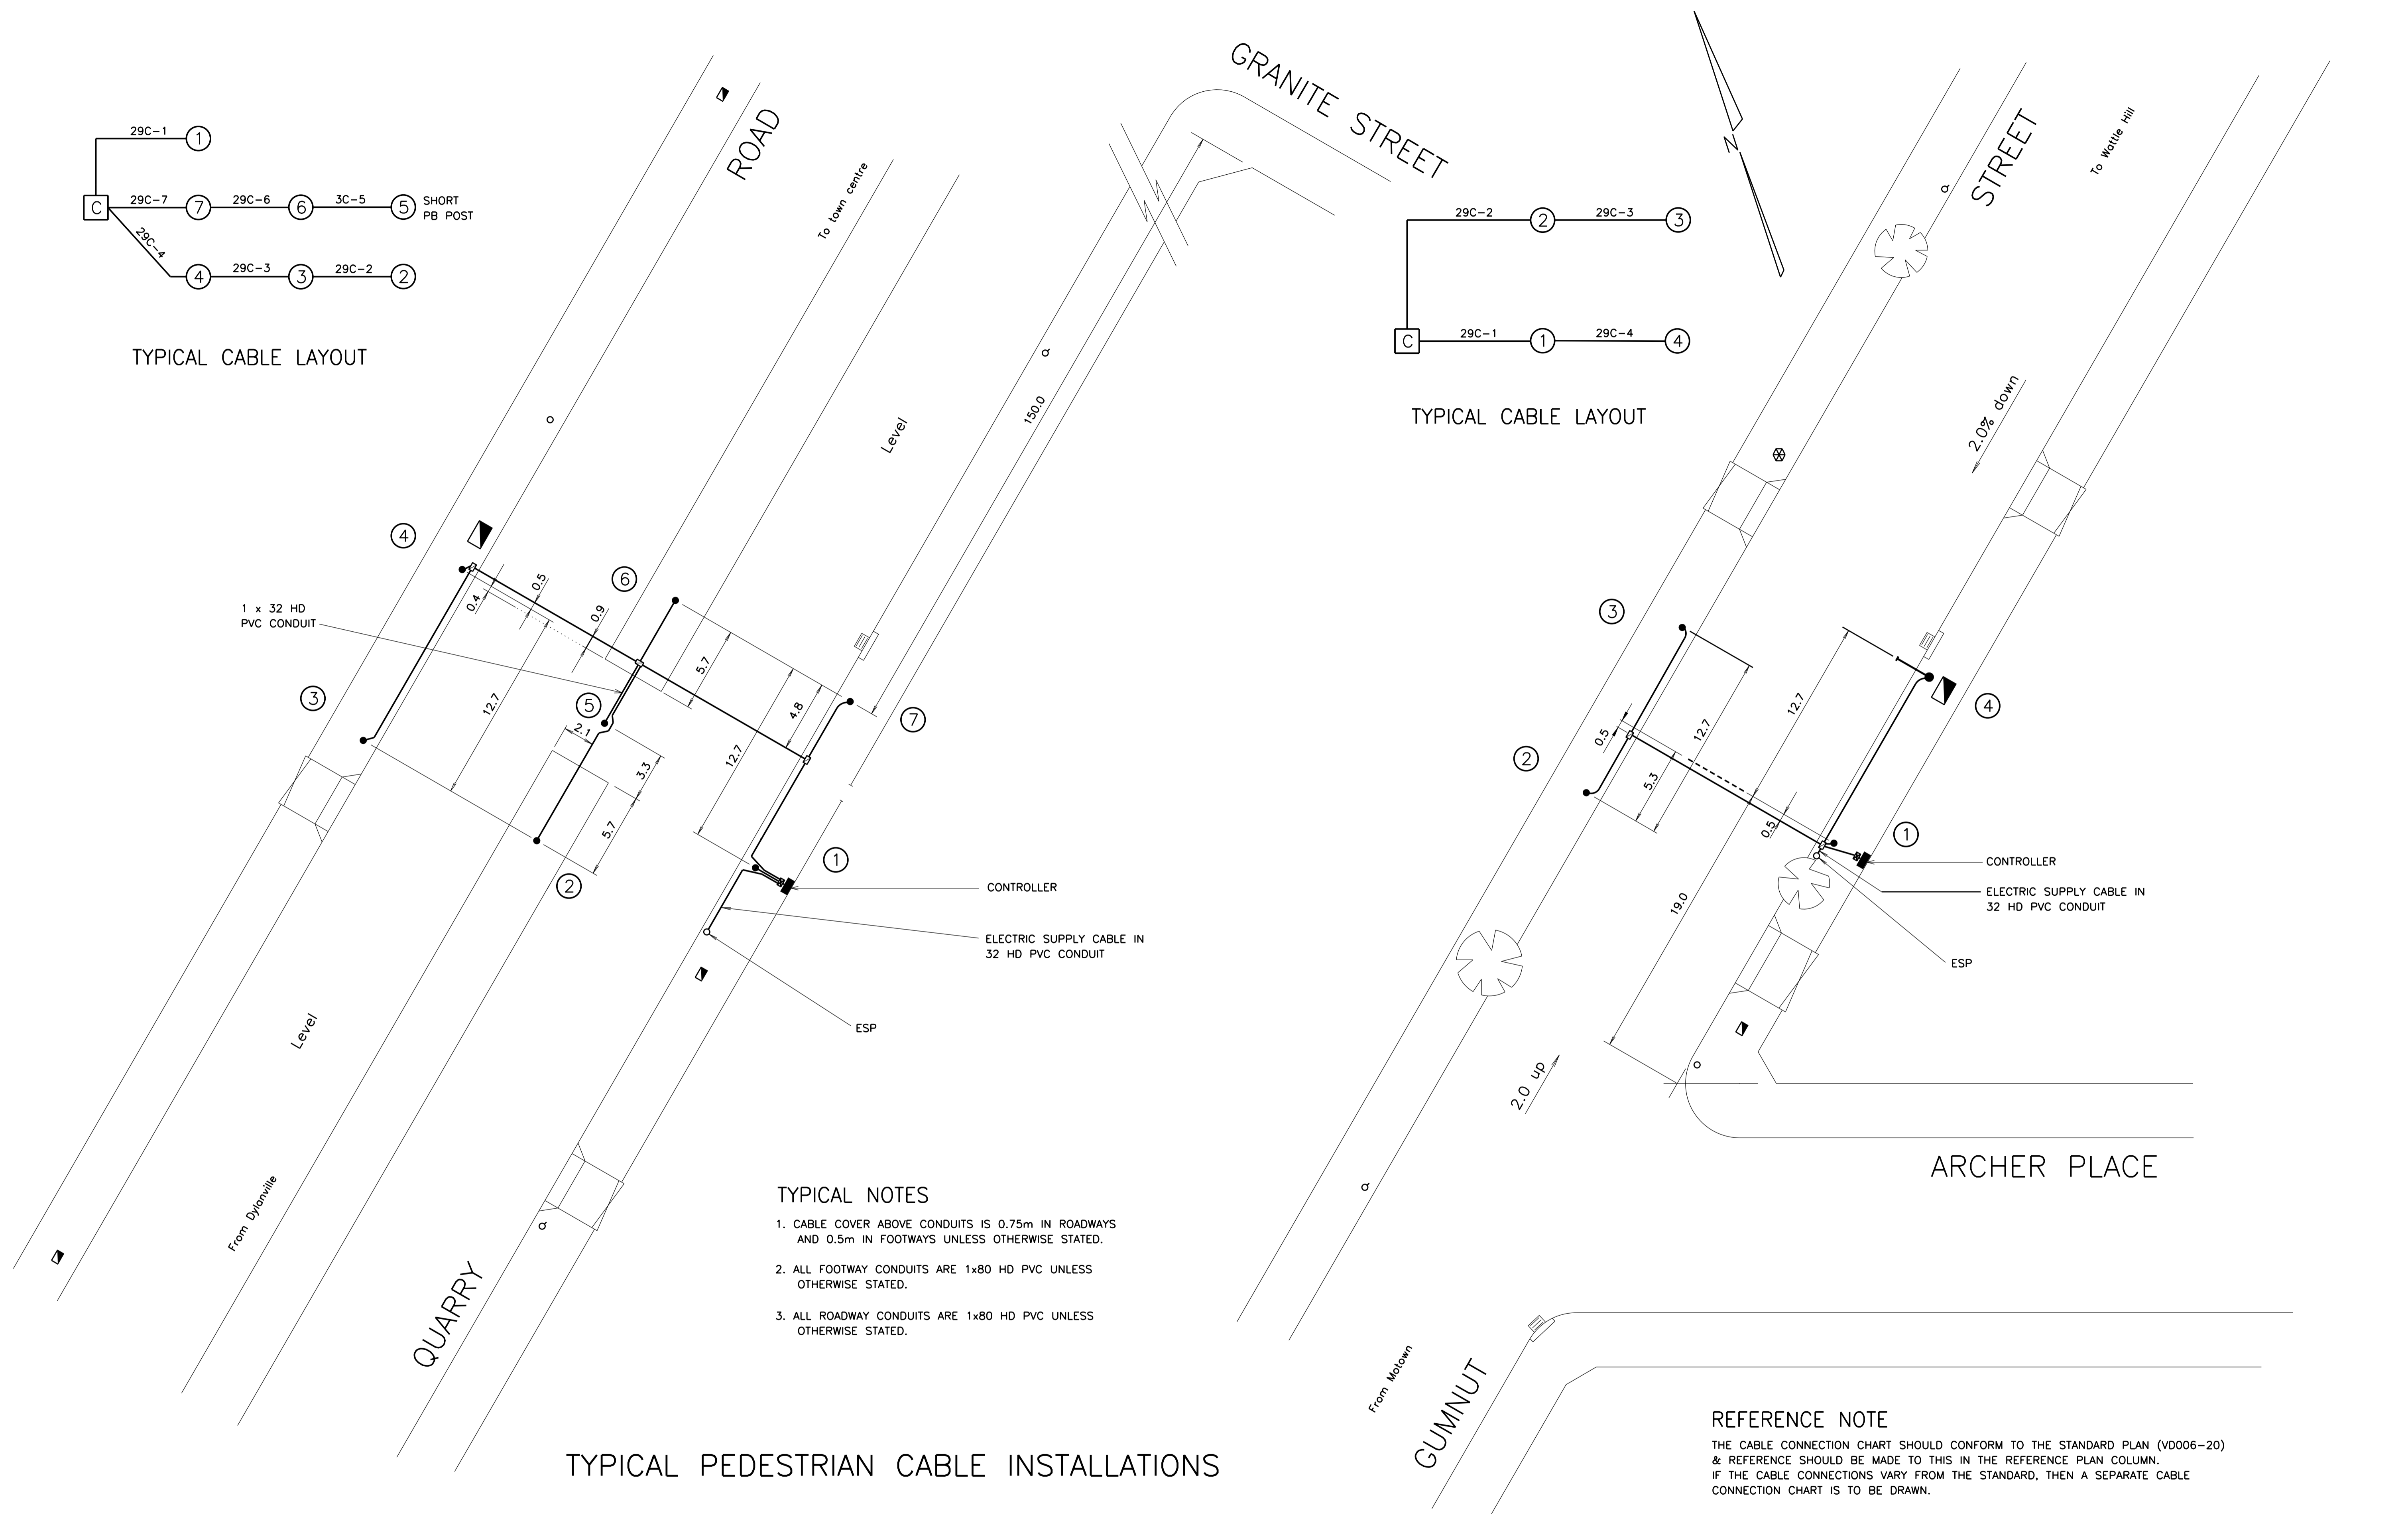 GRANITE STREET
ROAD
To town centre
29C-1
1
C
29C-7
7
29C-6
6
3C-5
5
SHORT
PB POST
29C-4
4
29C-3
3
29C-2
2
TYPICAL CABLE LAYOUT
N
STREET
To Wattle Hill
29C-2
2
29C-3
3
C
29C-1
1
29C-4
4
TYPICAL CABLE LAYOUT
Level
150.0
2.0% down
4
0.4
0.5
0.9
6
1 x 32 HD
PVC CONDUIT
3
12.7
5
5.7
2.1
12.7
4.8
7
3.3
5.7
2
1
CONTROLLER
ELECTRIC SUPPLY CABLE IN
32 HD PVC CONDUIT
ESP
3
2
0.5
12.7
5.3
12.7
4
0.5
1
CONTROLLER
ELECTRIC SUPPLY CABLE IN
32 HD PVC CONDUIT
ESP
19.0
Level
From Dylanville
QUARRY
2.0 up
ARCHER PLACE
TYPICAL NOTES
1. CABLE COVER ABOVE CONDUITS IS 0.75m IN ROADWAYS
AND 0.5m IN FOOTWAYS UNLESS OTHERWISE STATED.
2. ALL FOOTWAY CONDUITS ARE 1x80 HD PVC UNLESS
OTHERWISE STATED.
3. ALL ROADWAY CONDUITS ARE 1x80 HD PVC UNLESS
OTHERWISE STATED.
From Motown
GUMNUT
TYPICAL PEDESTRIAN CABLE INSTALLATIONS
REFERENCE NOTE
THE CABLE CONNECTION CHART SHOULD CONFORM TO THE STANDARD PLAN (VD006-20)
& REFERENCE SHOULD BE MADE TO THIS IN THE REFERENCE PLAN COLUMN.
IF THE CABLE CONNECTIONS VARY FROM THE STANDARD, THEN A SEPARATE CABLE
CONNECTION CHART IS TO BE DRAWN.